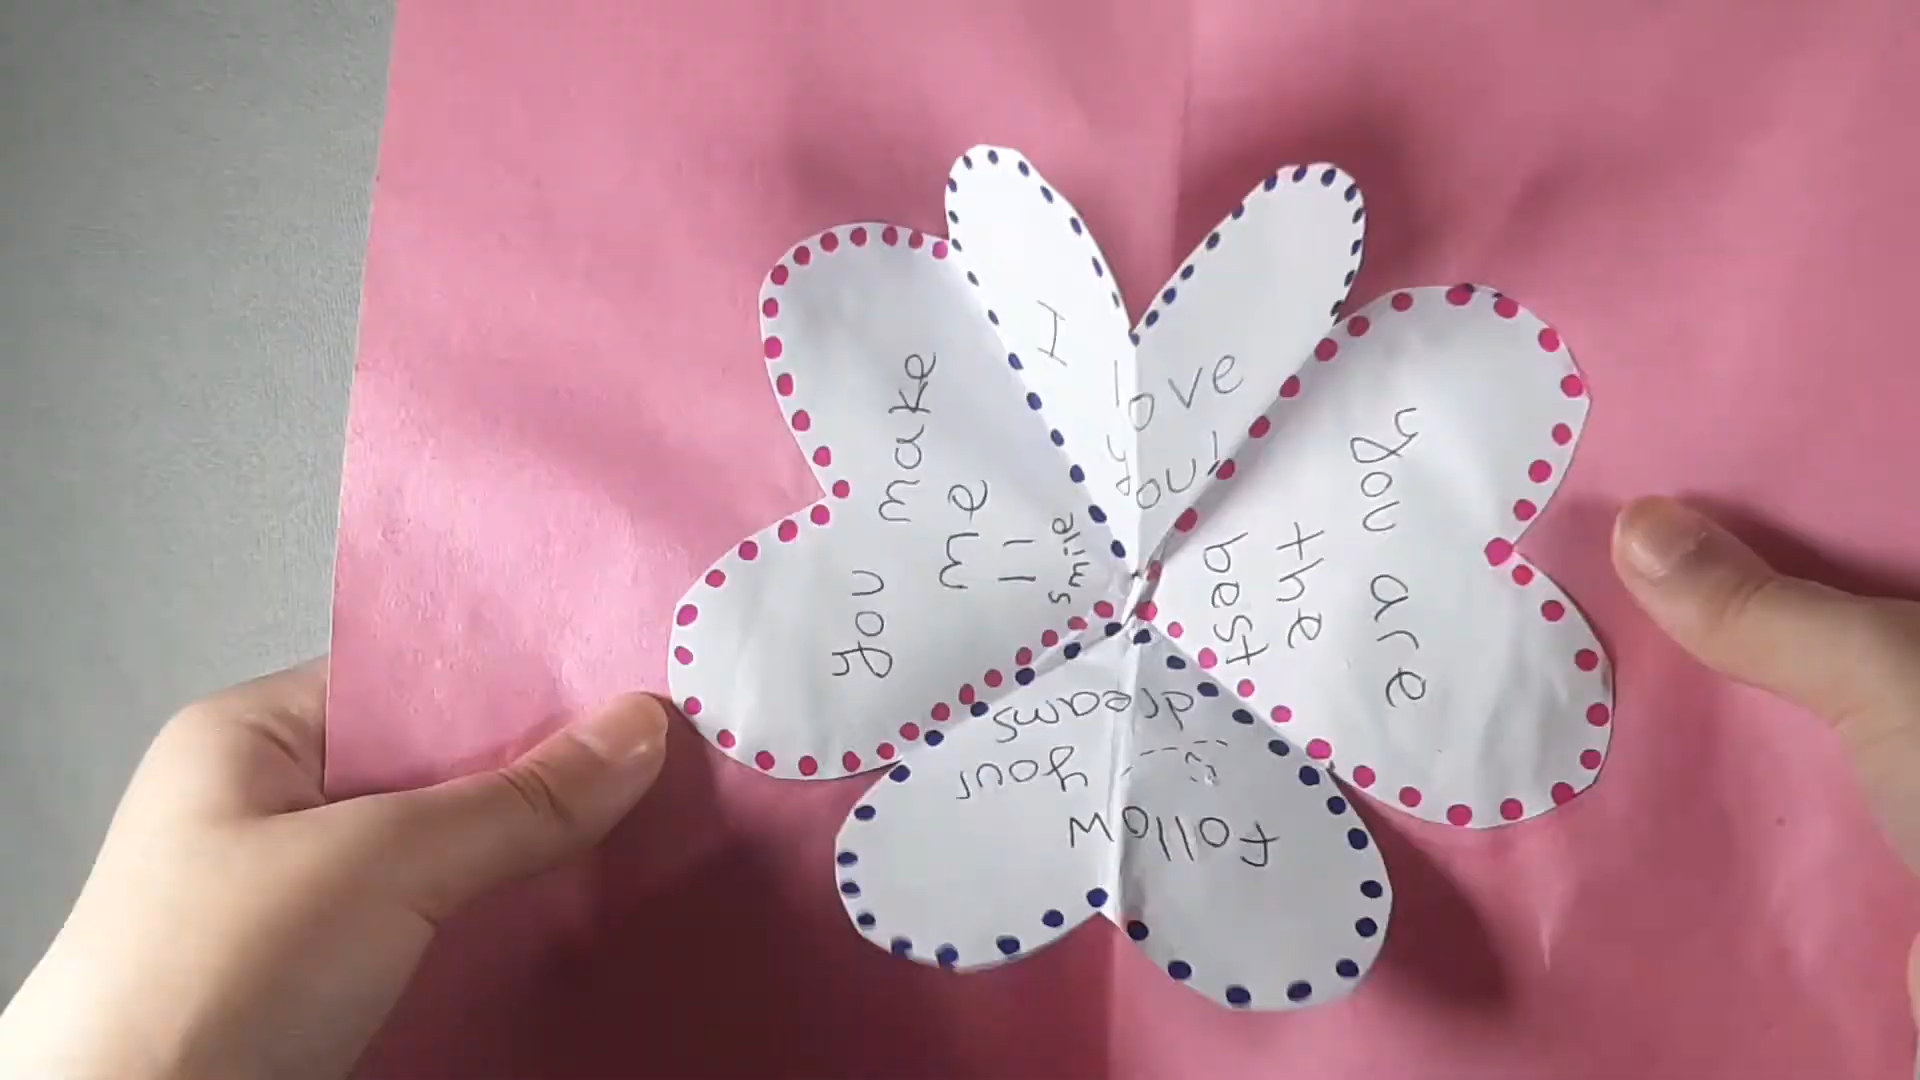 I love
you
you make
me
smile
you are
the
best
Follow
your
dreams